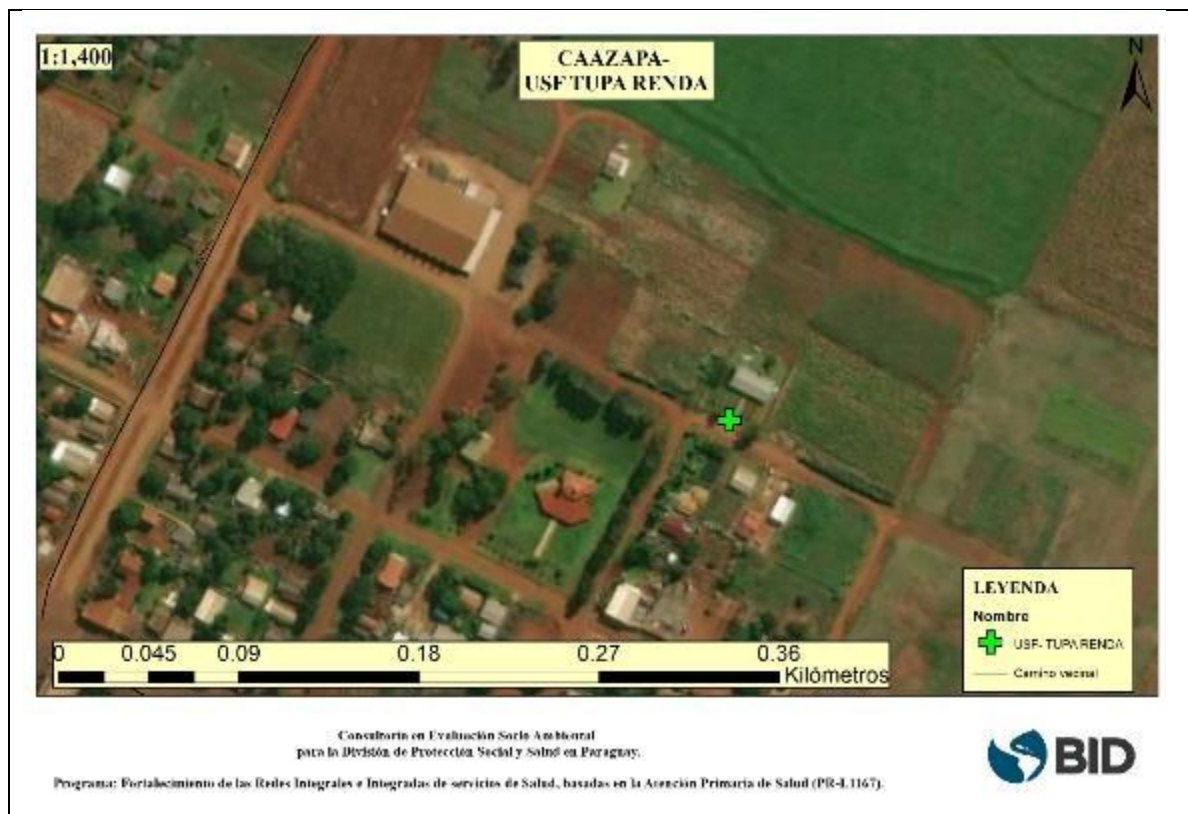 1:1,400
CAAZAPA-
USF TUPA RENDA
N
LEYENDA
Nombre
USF- TUPA RENDA
Camino vecinal
0 0.045 0.09 0.18 0.27 0.36
Kilómetros
Consultoría en Evaluación Socio Ambiental
para la División de Protección Social y Salud en Paraguay.
Programa: Fortalecimiento de las Redes Integrales e Integradas de servicios de Salud, basadas en la Atención Primaria de Salud (PR-L1167).
BID